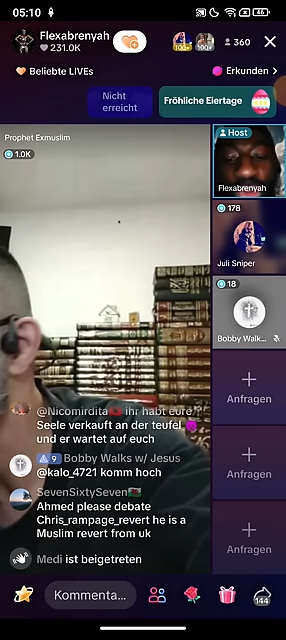 05:10
46
Flexabrenyah
231.0K
100+
100+
360
Beliebte LIVEs
Erkunden >
Nicht
erreicht
Fröhliche Eiertage
Prophet Exmuslim
1.0K
Host
Flexabrenyah
178
Juli Sniper
18
Bobby Walk...
Anfragen
Anfragen
Anfragen
@Nicomirdita🇦🇱 ihr habt eure
Seele verkauft an der teufel 😈
und er wartet auf euch
9 Bobby Walks w/ Jesus
@kalo_4721 komm hoch
SevenSixtySeven🏴󠁧󠁢󠁷󠁬󠁳󠁿
Ahmed please debate
Chris_rampage_revert he is a
Muslim revert from uk
Medi ist beigetreten
Kommenta...
144